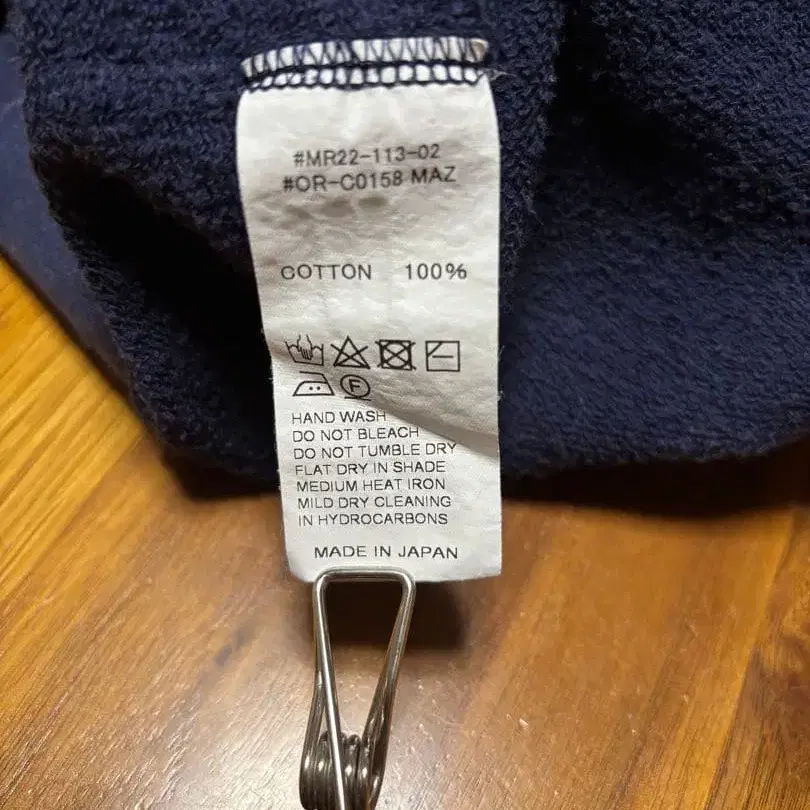 #MR22-113-02
#OR-C0158 MAZ
COTTON 100%
F
HAND WASH
DO NOT BLEACH
DO NOT TUMBLE DRY
FLAT DRY IN SHADE
MEDIUM HEAT IRON
MILD DRY CLEANING
IN HYDROCARBONS
MADE IN JAPAN